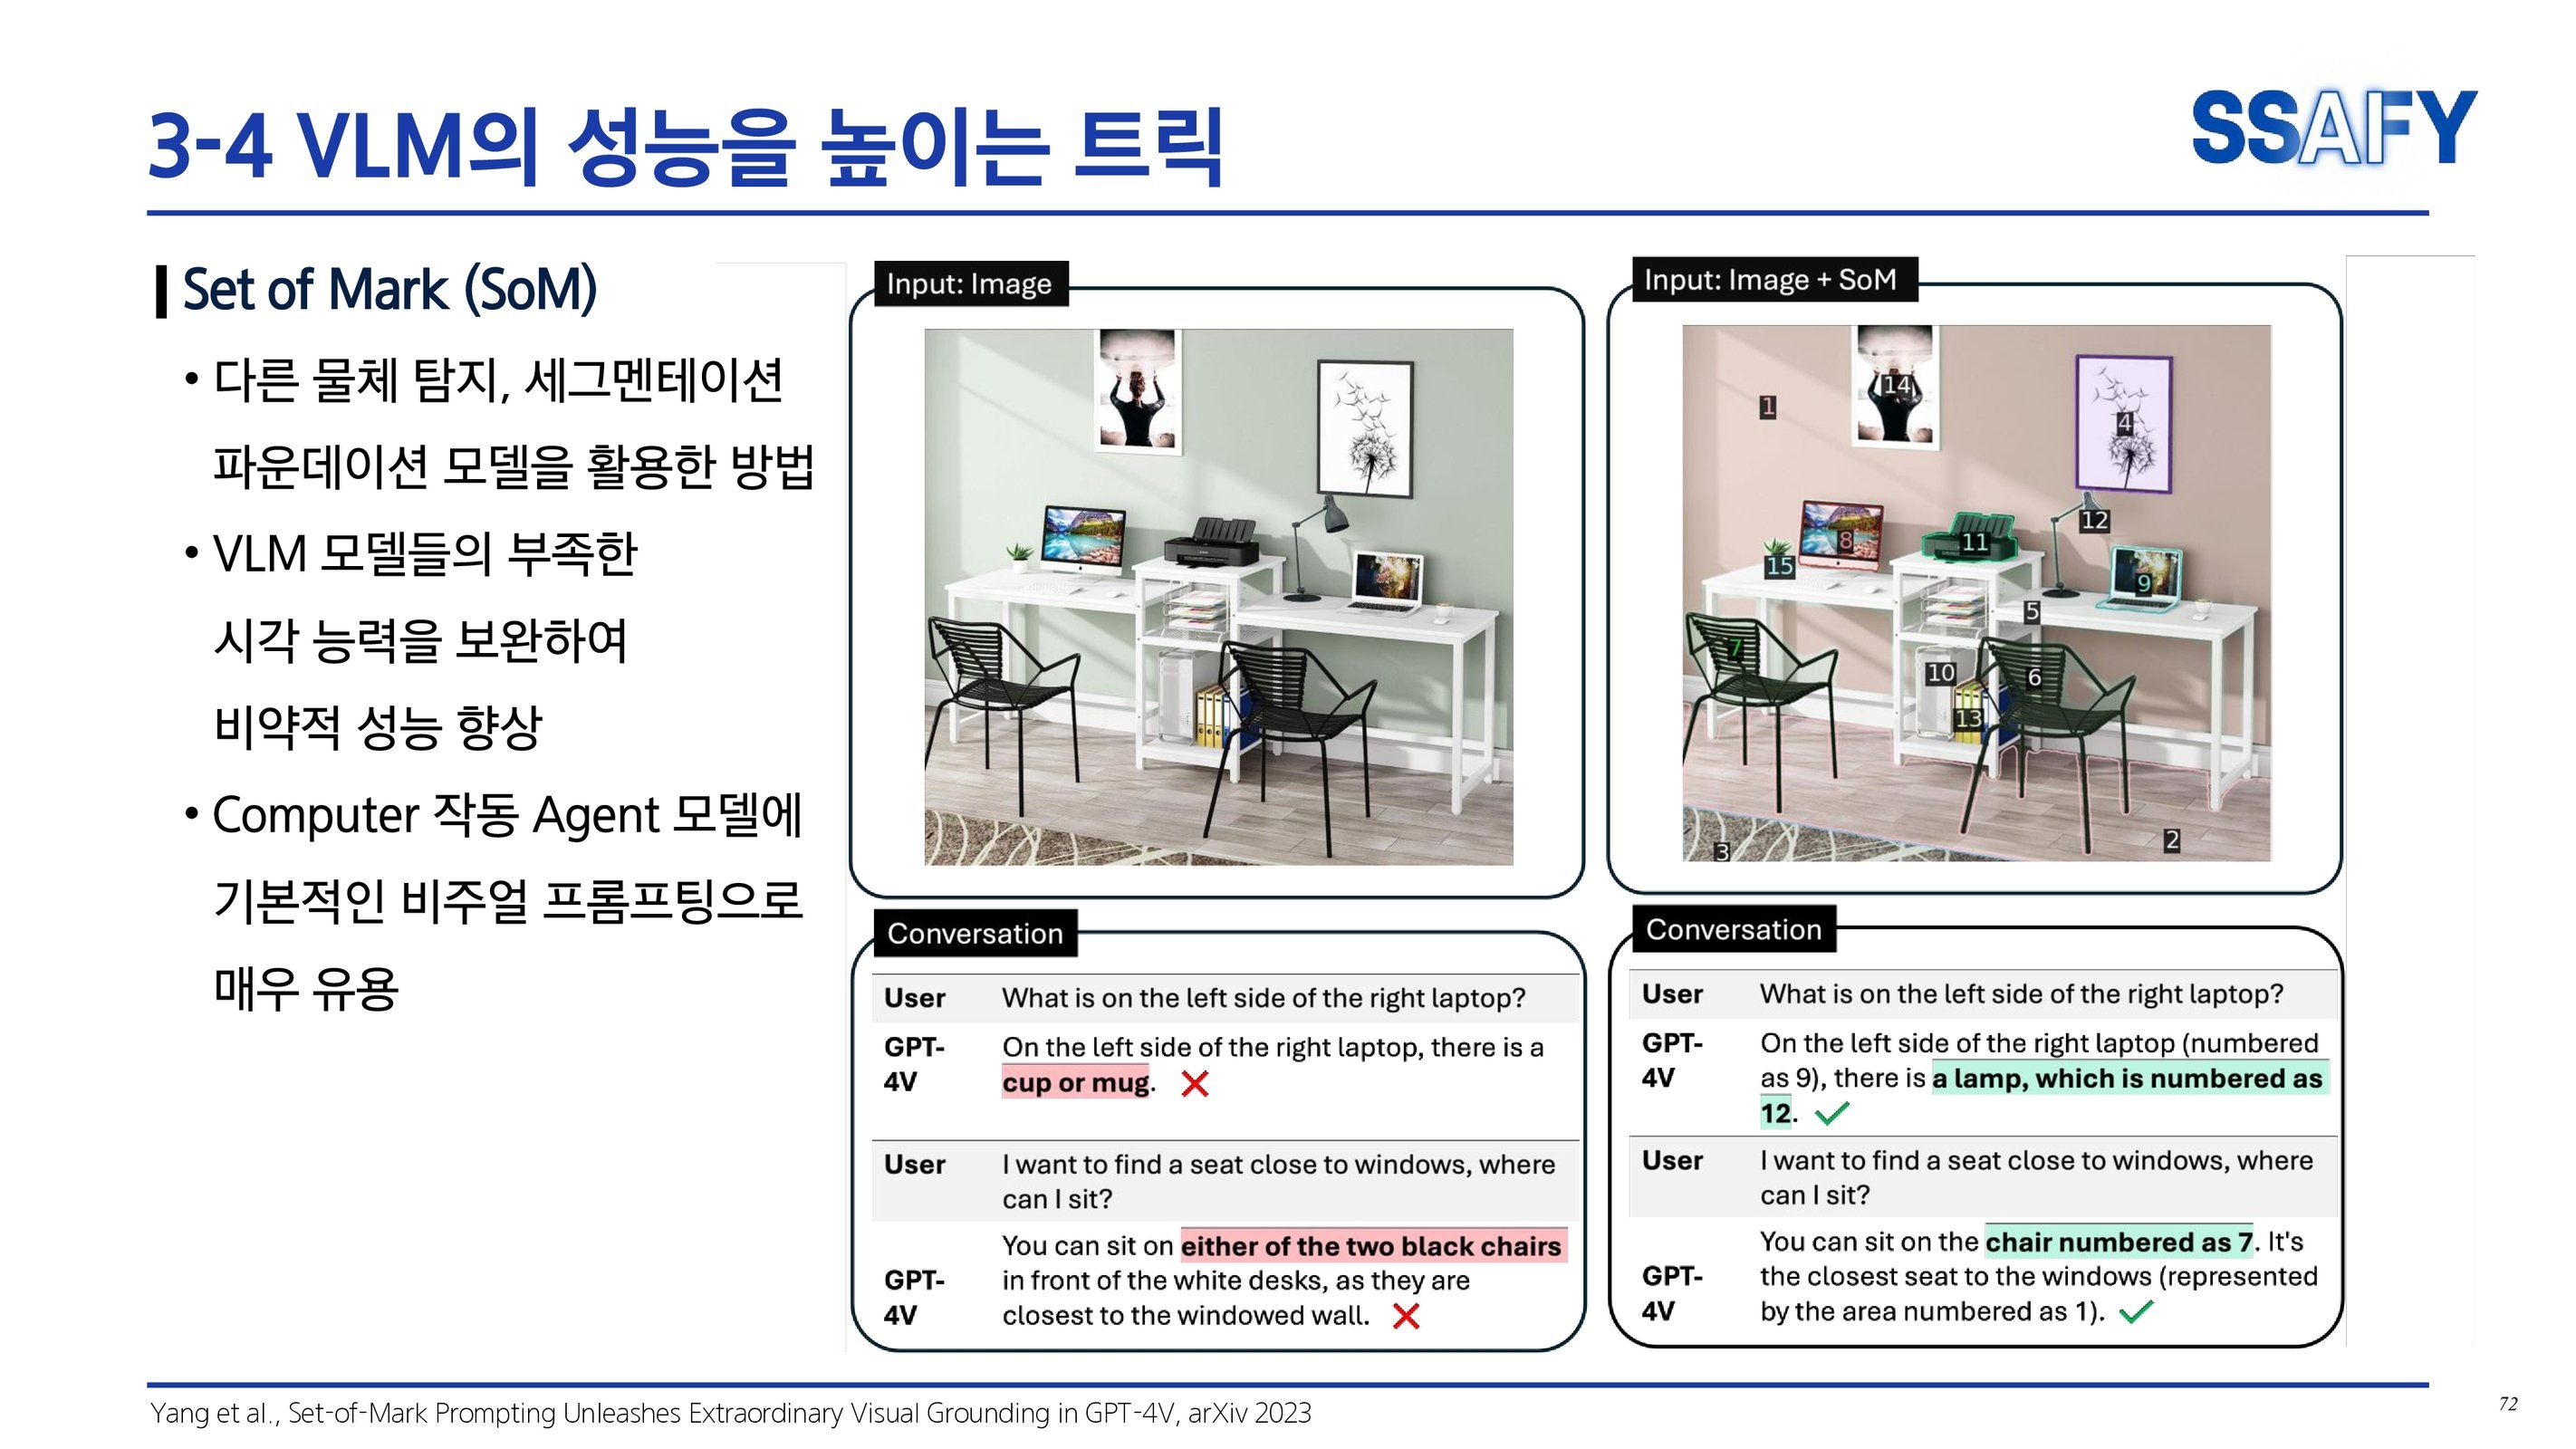 3-4 VLM의 성능을 높이는 트릭
SSAFY
Set of Mark (SoM)
• 다른 물체 탐지, 세그멘테이션
파운데이션 모델을 활용한 방법
• VLM 모델들의 부족한
시각 능력을 보완하여
비약적 성능 향상
• Computer 작동 Agent 모델에
기본적인 비주얼 프롬프팅으로
매우 유용
Input: Image
Conversation
User What is on the left side of the right laptop?
GPT-
4V
On the left side of the right laptop, there is a
cup or mug.
User I want to find a seat close to windows, where
can I sit?
GPT-
4V
You can sit on either of the two black chairs
in front of the white desks, as they are
closest to the windowed wall.
Input: Image + SoM
1
14
4
12
8
11
15
9
5
7
10
6
13
2
3
Conversation
User What is on the left side of the right laptop?
GPT-
4V
On the left side of the right laptop (numbered
as 9), there is a lamp, which is numbered as
12.
User I want to find a seat close to windows, where
can I sit?
GPT-
4V
You can sit on the chair numbered as 7. It's
the closest seat to the windows (represented
by the area numbered as 1).
Yang et al., Set-of-Mark Prompting Unleashes Extraordinary Visual Grounding in GPT-4V, arXiv 2023
72